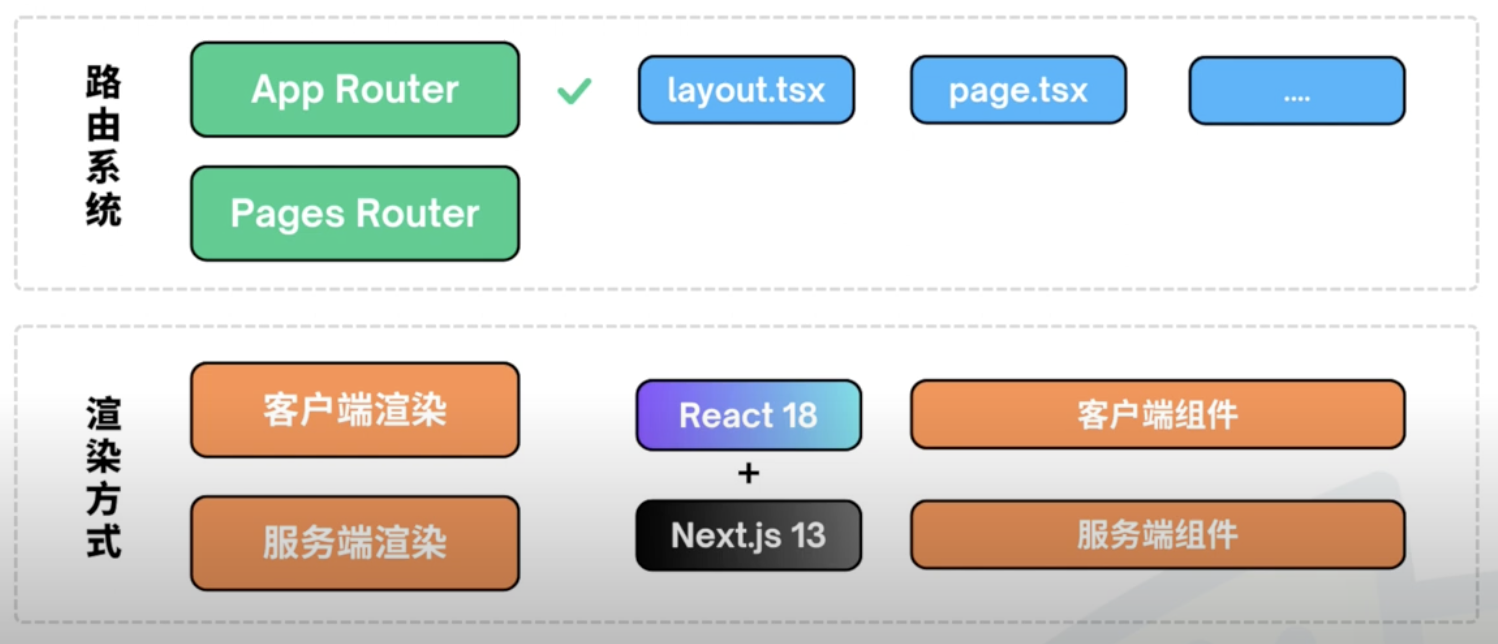 路由系统
App Router
layout.tsx
page.tsx
....
Pages Router
渲染方式
客户端渲染
React 18
客户端组件
+
服务端渲染
Next.js 13
服务端组件